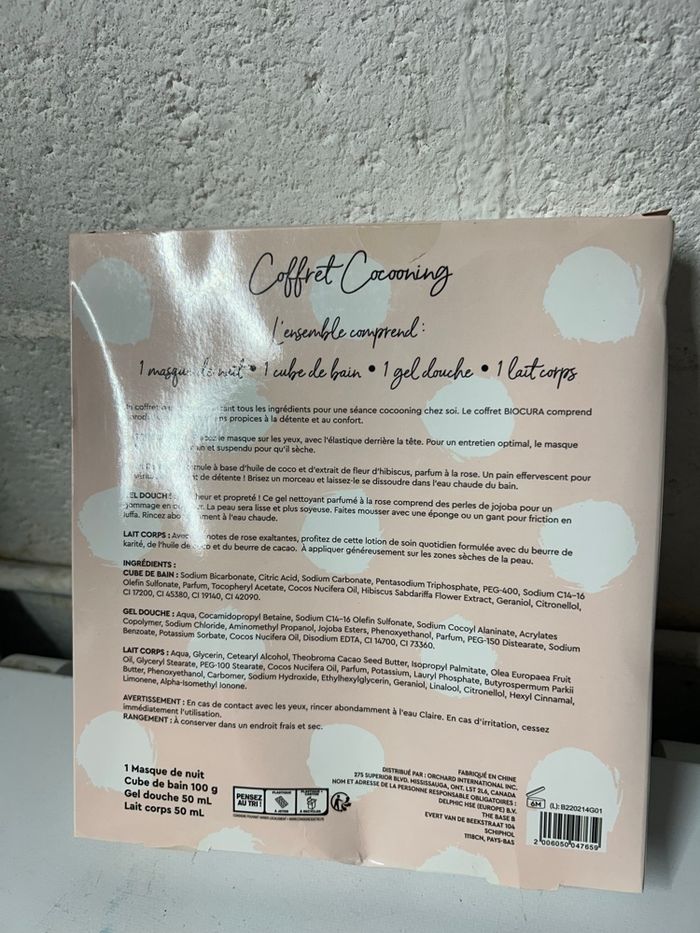 Coffret Cocooning
L'ensemble comprend :
1 masque de nuit • 1 cube de bain • 1 gel douche • 1 lait corps
coffret tous les ingrédients pour une séance cocooning chez soi. Le coffret BIOCURA comprend
propices à la détente et au confort.
le masque sur les yeux, avec l'élastique derrière la tête. Pour un entretien optimal, le masque
et suspendu pour qu'il sèche.
à base d'huile de coco et d'extrait de fleur d'hibiscus, parfum à la rose. Un pain effervescent pour
de détente ! Brisez un morceau et laissez-le se dissoudre dans l'eau chaude du bain.
GEL DOUCHE : et propreté ! Ce gel nettoyant parfumé à la rose comprend des perles de jojoba pour un
gommage en La peau sera lisse et plus soyeuse. Faites mousser avec une éponge ou un gant pour friction en
luffa. Rincez à l'eau chaude.
LAIT CORPS : Avec notes de rose exaltantes, profitez de cette lotion de soin quotidien formulée avec du beurre de
karité, de l'huile de coco et du beurre de cacao. À appliquer généreusement sur les zones sèches de la peau.
INGRÉDIENTS :
CUBE DE BAIN : Sodium Bicarbonate, Citric Acid, Sodium Carbonate, Pentasodium Triphosphate, PEG-400, Sodium C14-16
Olefin Sulfonate, Parfum, Tocopheryl Acetate, Cocos Nucifera Oil, Hibiscus Sabdariffa Flower Extract, Geraniol, Citronellol,
CI 17200, CI 45380, CI 19140, CI 42090.
GEL DOUCHE : Aqua, Cocamidopropyl Betaine, Sodium C14-16 Olefin Sulfonate, Sodium Cocoyl Alaninate, Acrylates
Copolymer, Sodium Chloride, Aminomethyl Propanol, Jojoba Esters, Phenoxyethanol, Parfum, PEG-150 Distearate, Sodium
Benzoate, Potassium Sorbate, Cocos Nucifera Oil, Disodium EDTA, CI 14700, CI 73360.
LAIT CORPS : Aqua, Glycerin, Cetearyl Alcohol, Theobroma Cacao Seed Butter, Isopropyl Palmitate, Olea Europaea Fruit
Oil, Glyceryl Stearate, PEG-100 Stearate, Cocos Nucifera Oil, Parfum, Potassium, Lauryl Phosphate, Butyrospermum Parkii
Butter, Phenoxyethanol, Carbomer, Sodium Hydroxide, Ethylhexylglycerin, Geraniol, Linalool, Citronellol, Hexyl Cinnamal,
Limonene, Alpha-Isomethyl Ionone.
AVERTISSEMENT : En cas de contact avec les yeux, rincer abondamment à l'eau Claire. En cas d'irritation, cessez
immédiatement l'utilisation.
RANGEMENT : À conserver dans un endroit frais et sec.
1 Masque de nuit
Cube de bain 100 g
Gel douche 50 mL
Lait corps 50 mL
PENSEZ
AU TRI !
FABRIQUÉ EN CHINE
DISTRIBUÉ PAR : ORCHARD INTERNATIONAL INC.
275 SUPERIOR BLVD. MISSISSAUGA, ONT. L5T 2L6, CANADA
NOM ET ADRESSE DE LA PERSONNE RESPONSABLE OBLIGATOIRES :
DELPHIC HSE (EUROPE) B.V.
THE BASE B
EVERT VAN DE BEEKSTRAAT 104
SCHIPHOL
1118CN, PAYS-BAS
6M
(L): B220214G01
2 006050 047659